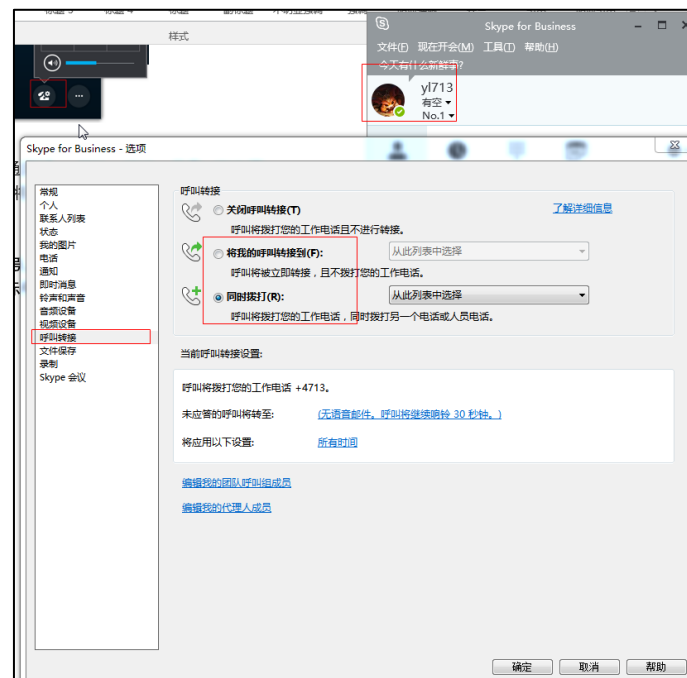 样式
Skype for Business
文件(F) 现在开会(M) 工具(T) 帮助(H)
今天有什么新鲜事?
yl713
有空
No.1
Skype for Business - 选项
常规
个人
联系人列表
状态
我的图片
电话
通知
即时消息
铃声和声音
音频设备
视频设备
呼叫转接
文件保存
录制
Skype 会议
呼叫转接
关闭呼叫转接(T)
了解详细信息
呼叫将拨打您的工作电话且不进行转接。
将我的呼叫转接到(F):
从此列表中选择
呼叫将被立即转接，且不拨打您的工作电话。
同时拨打(R):
从此列表中选择
呼叫将拨打您的工作电话，同时拨打另一个电话或人员电话。
当前呼叫转接设置:
呼叫将拨打您的工作电话 +4713。
未应答的呼叫将转至: (无语音邮件。呼叫将继续响铃 30 秒钟。)
将应用以下设置: 所有时间
编辑我的团队呼叫组成员
编辑我的代理人成员
确定 取消 帮助